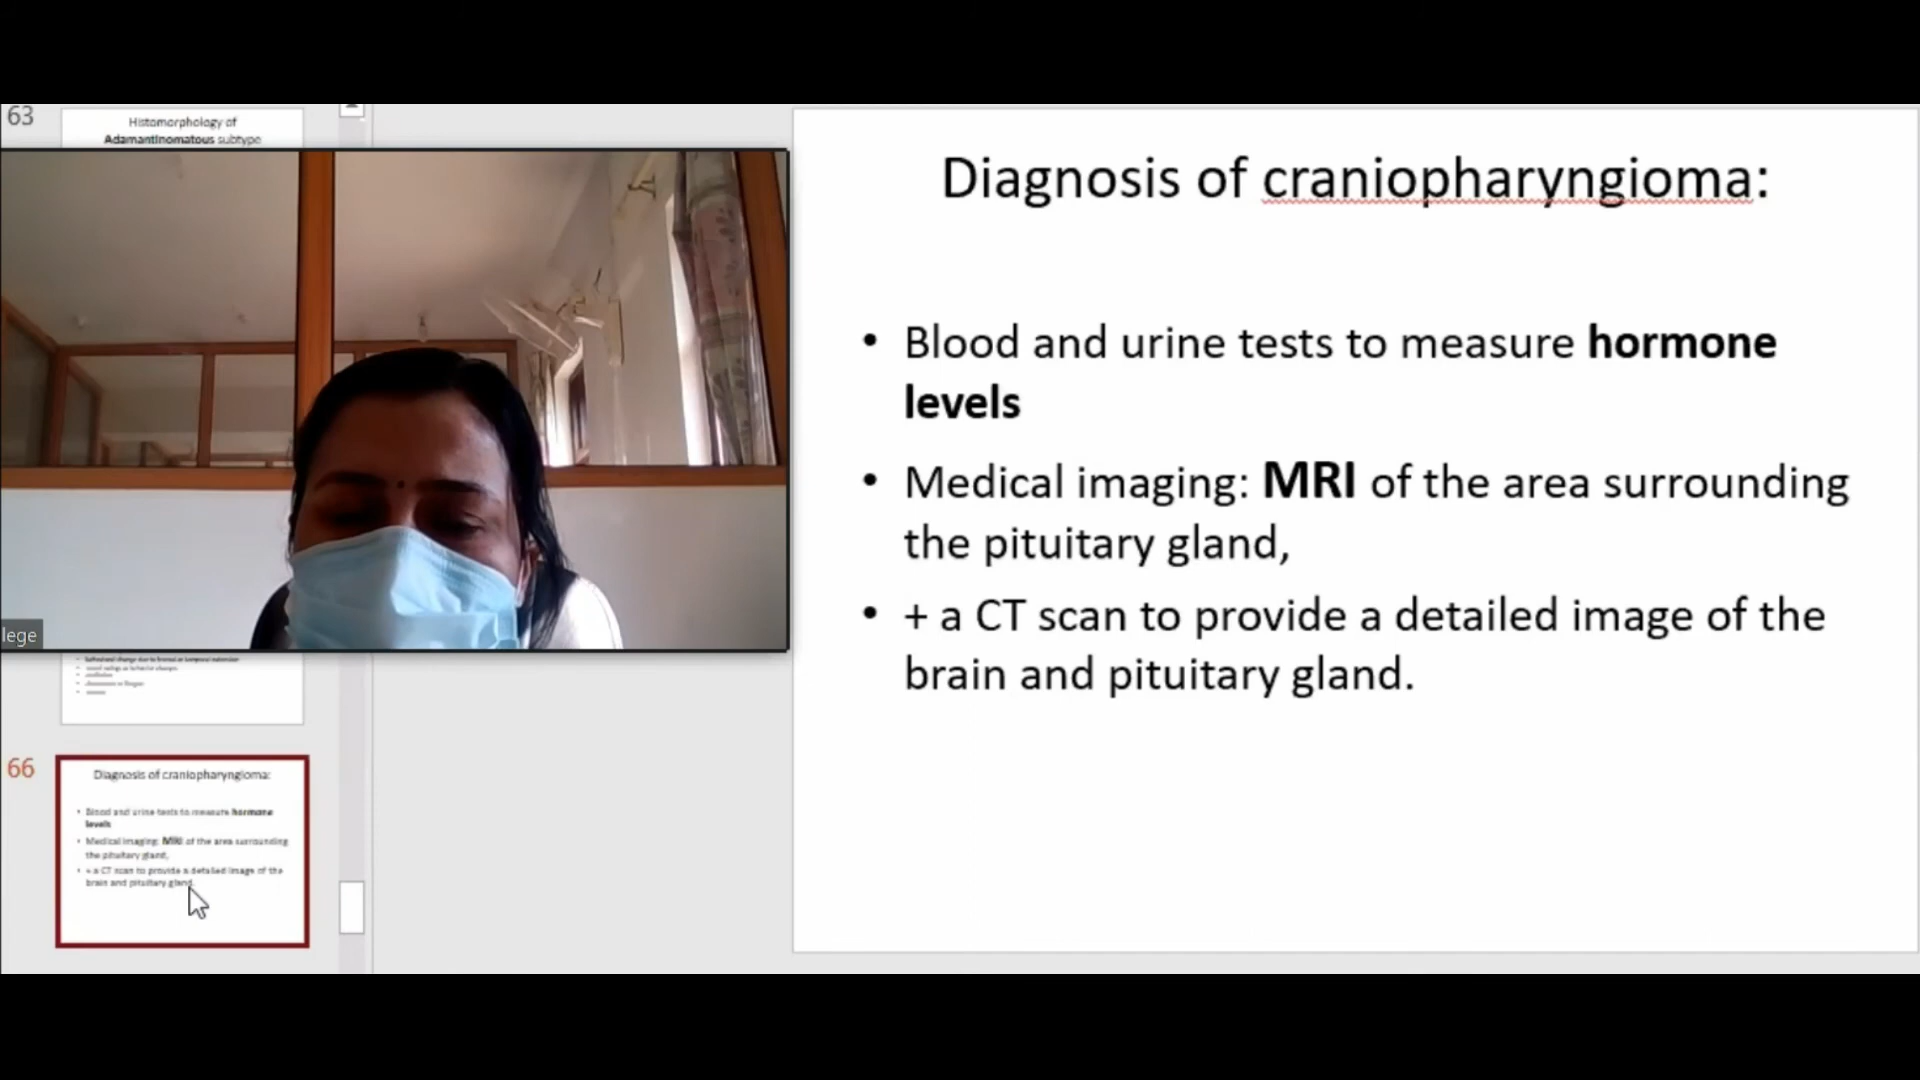 63
Histomorphology of
Adamantinomatous subtype
lege
66
Diagnosis of craniopharyngioma:
• Blood and urine tests to measure hormone
levels
• Medical imaging: MRI of the area surrounding
the pituitary gland,
• + a CT scan to provide a detailed image of the
brain and pituitary gland.
Diagnosis of craniopharyngioma:
• Blood and urine tests to measure hormone
levels
• Medical imaging: MRI of the area surrounding
the pituitary gland,
• + a CT scan to provide a detailed image of the
brain and pituitary gland.